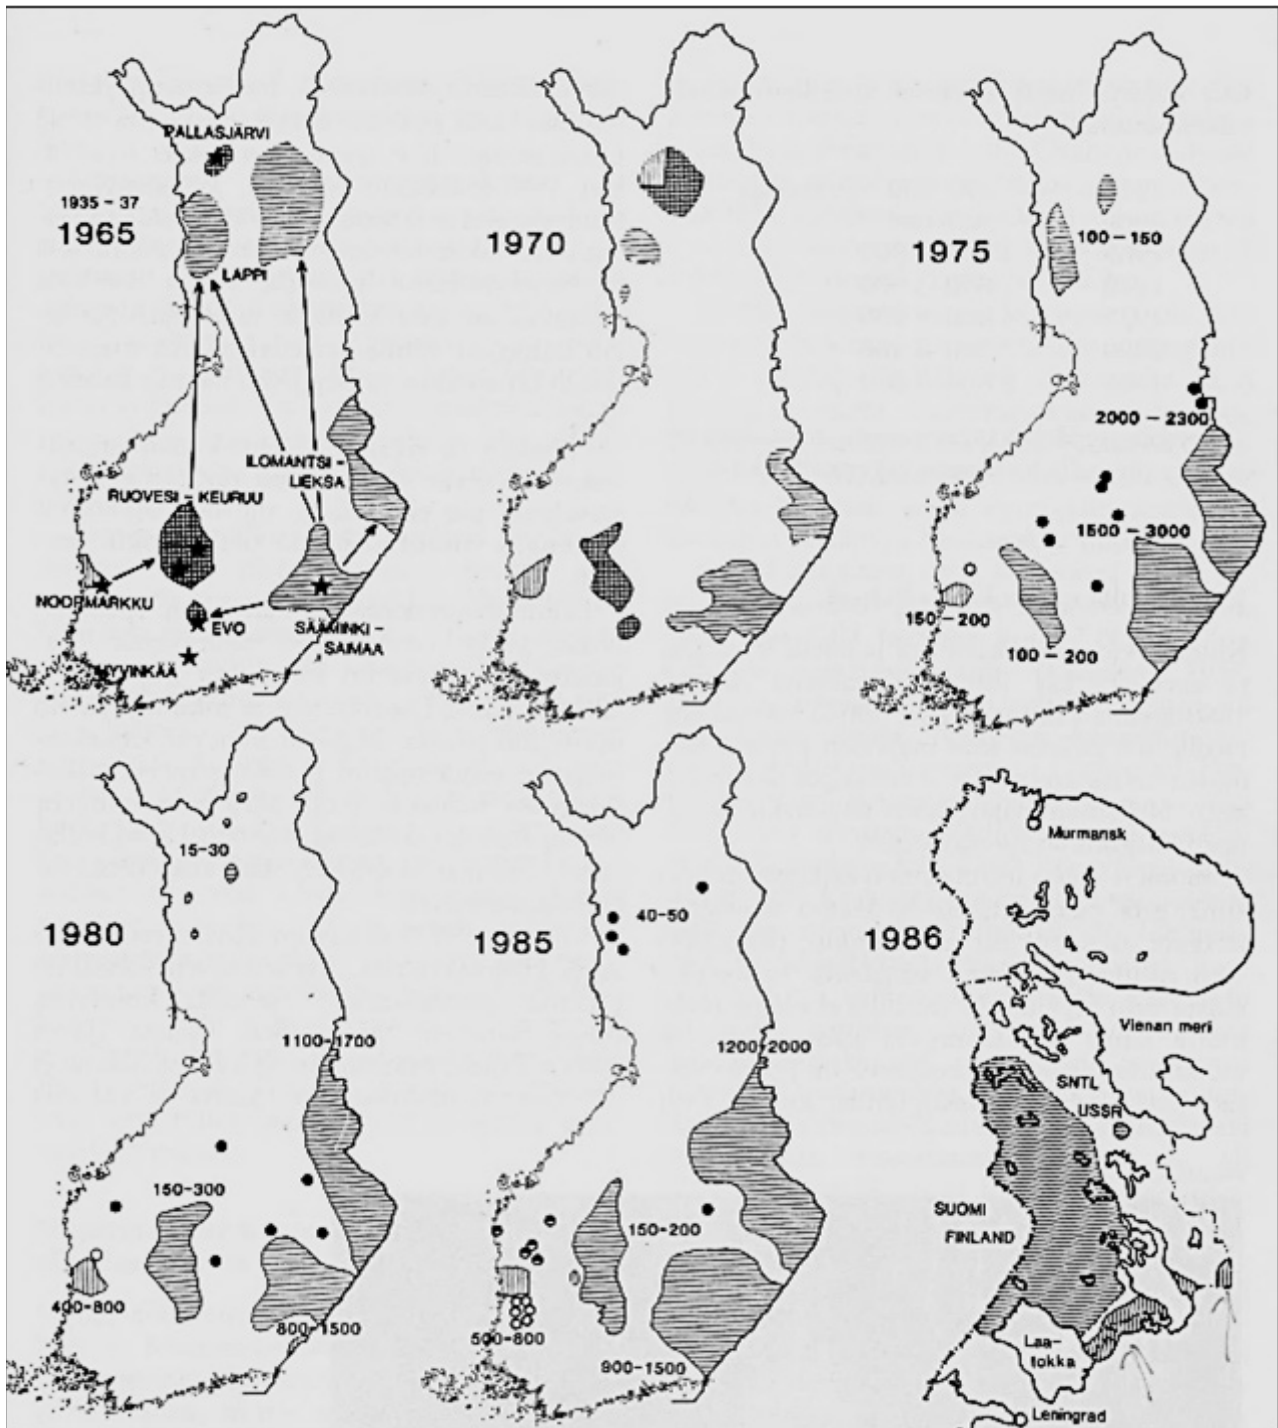 PALLASJÄRVI
1935 - 37
1965
LAPPI
ILOMANTSI -
LIEKSA
RUOVESI - KEURUU
NOORMARKKU
EVO
SÄÄMINKI -
SAIMAA
HYVINKÄÄ
1970
1975
100 - 150
2000 - 2300
1500 - 3000
150 - 200
100 - 200
1980
15-30
1100-1700
150-300
400-800
800-1500
1985
40-50
1200-2000
150-200
500-800
900-1500
1986
Murmansk
Vienan meri
SNTL
USSR
SUOMI
FINLAND
Laa-
tokka
Leningrad